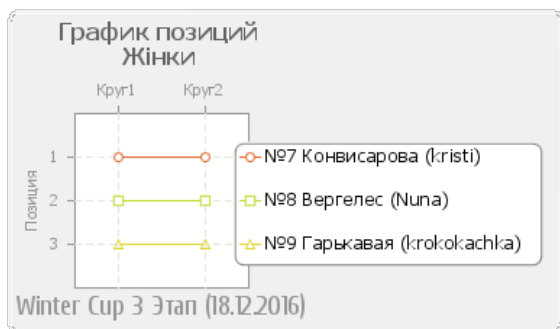 График позиций
Жінки
Круг1 Круг2
Позиция
1
2
3
№7 Конвисарова (kristi)
№8 Вергелес (Nuna)
№9 Гарькавая (krokokachka)
Winter Cup 3 Этап (18.12.2016)